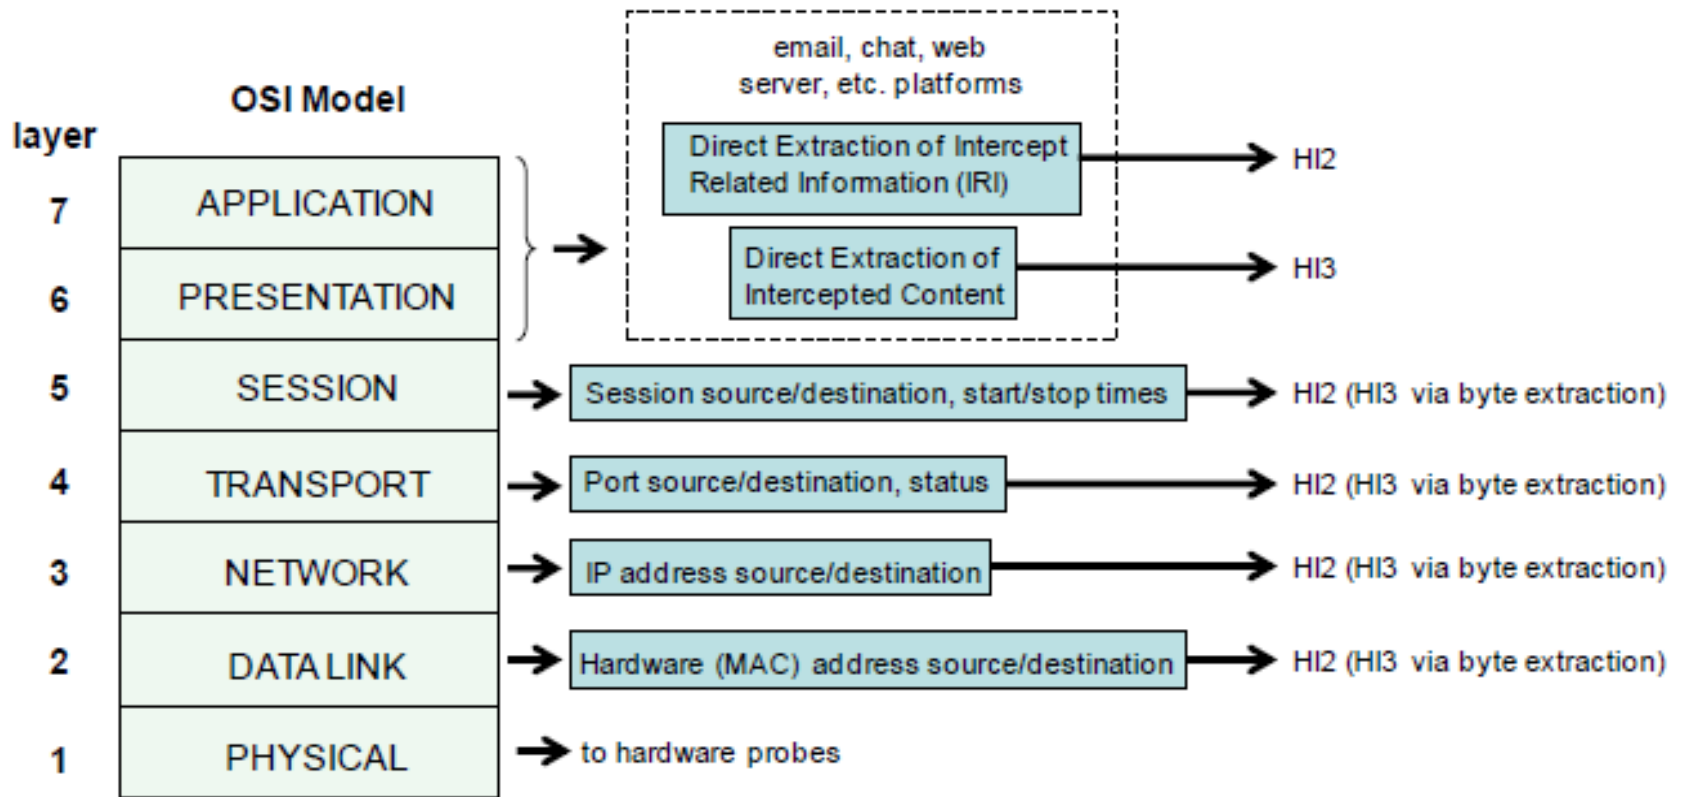 email, chat, web
server, etc. platforms
OSI Model
layer
Direct Extraction of Intercept
Related Information (IRI)
HI2
7
APPLICATION
Direct Extraction of
Intercepted Content
HI3
6
PRESENTATION
5
SESSION
Session source/destination, start/stop times
HI2 (HI3 via byte extraction)
4
TRANSPORT
Port source/destination, status
HI2 (HI3 via byte extraction)
3
NETWORK
IP address source/destination
HI2 (HI3 via byte extraction)
2
DATA LINK
Hardware (MAC) address source/destination
HI2 (HI3 via byte extraction)
1
PHYSICAL
to hardware probes